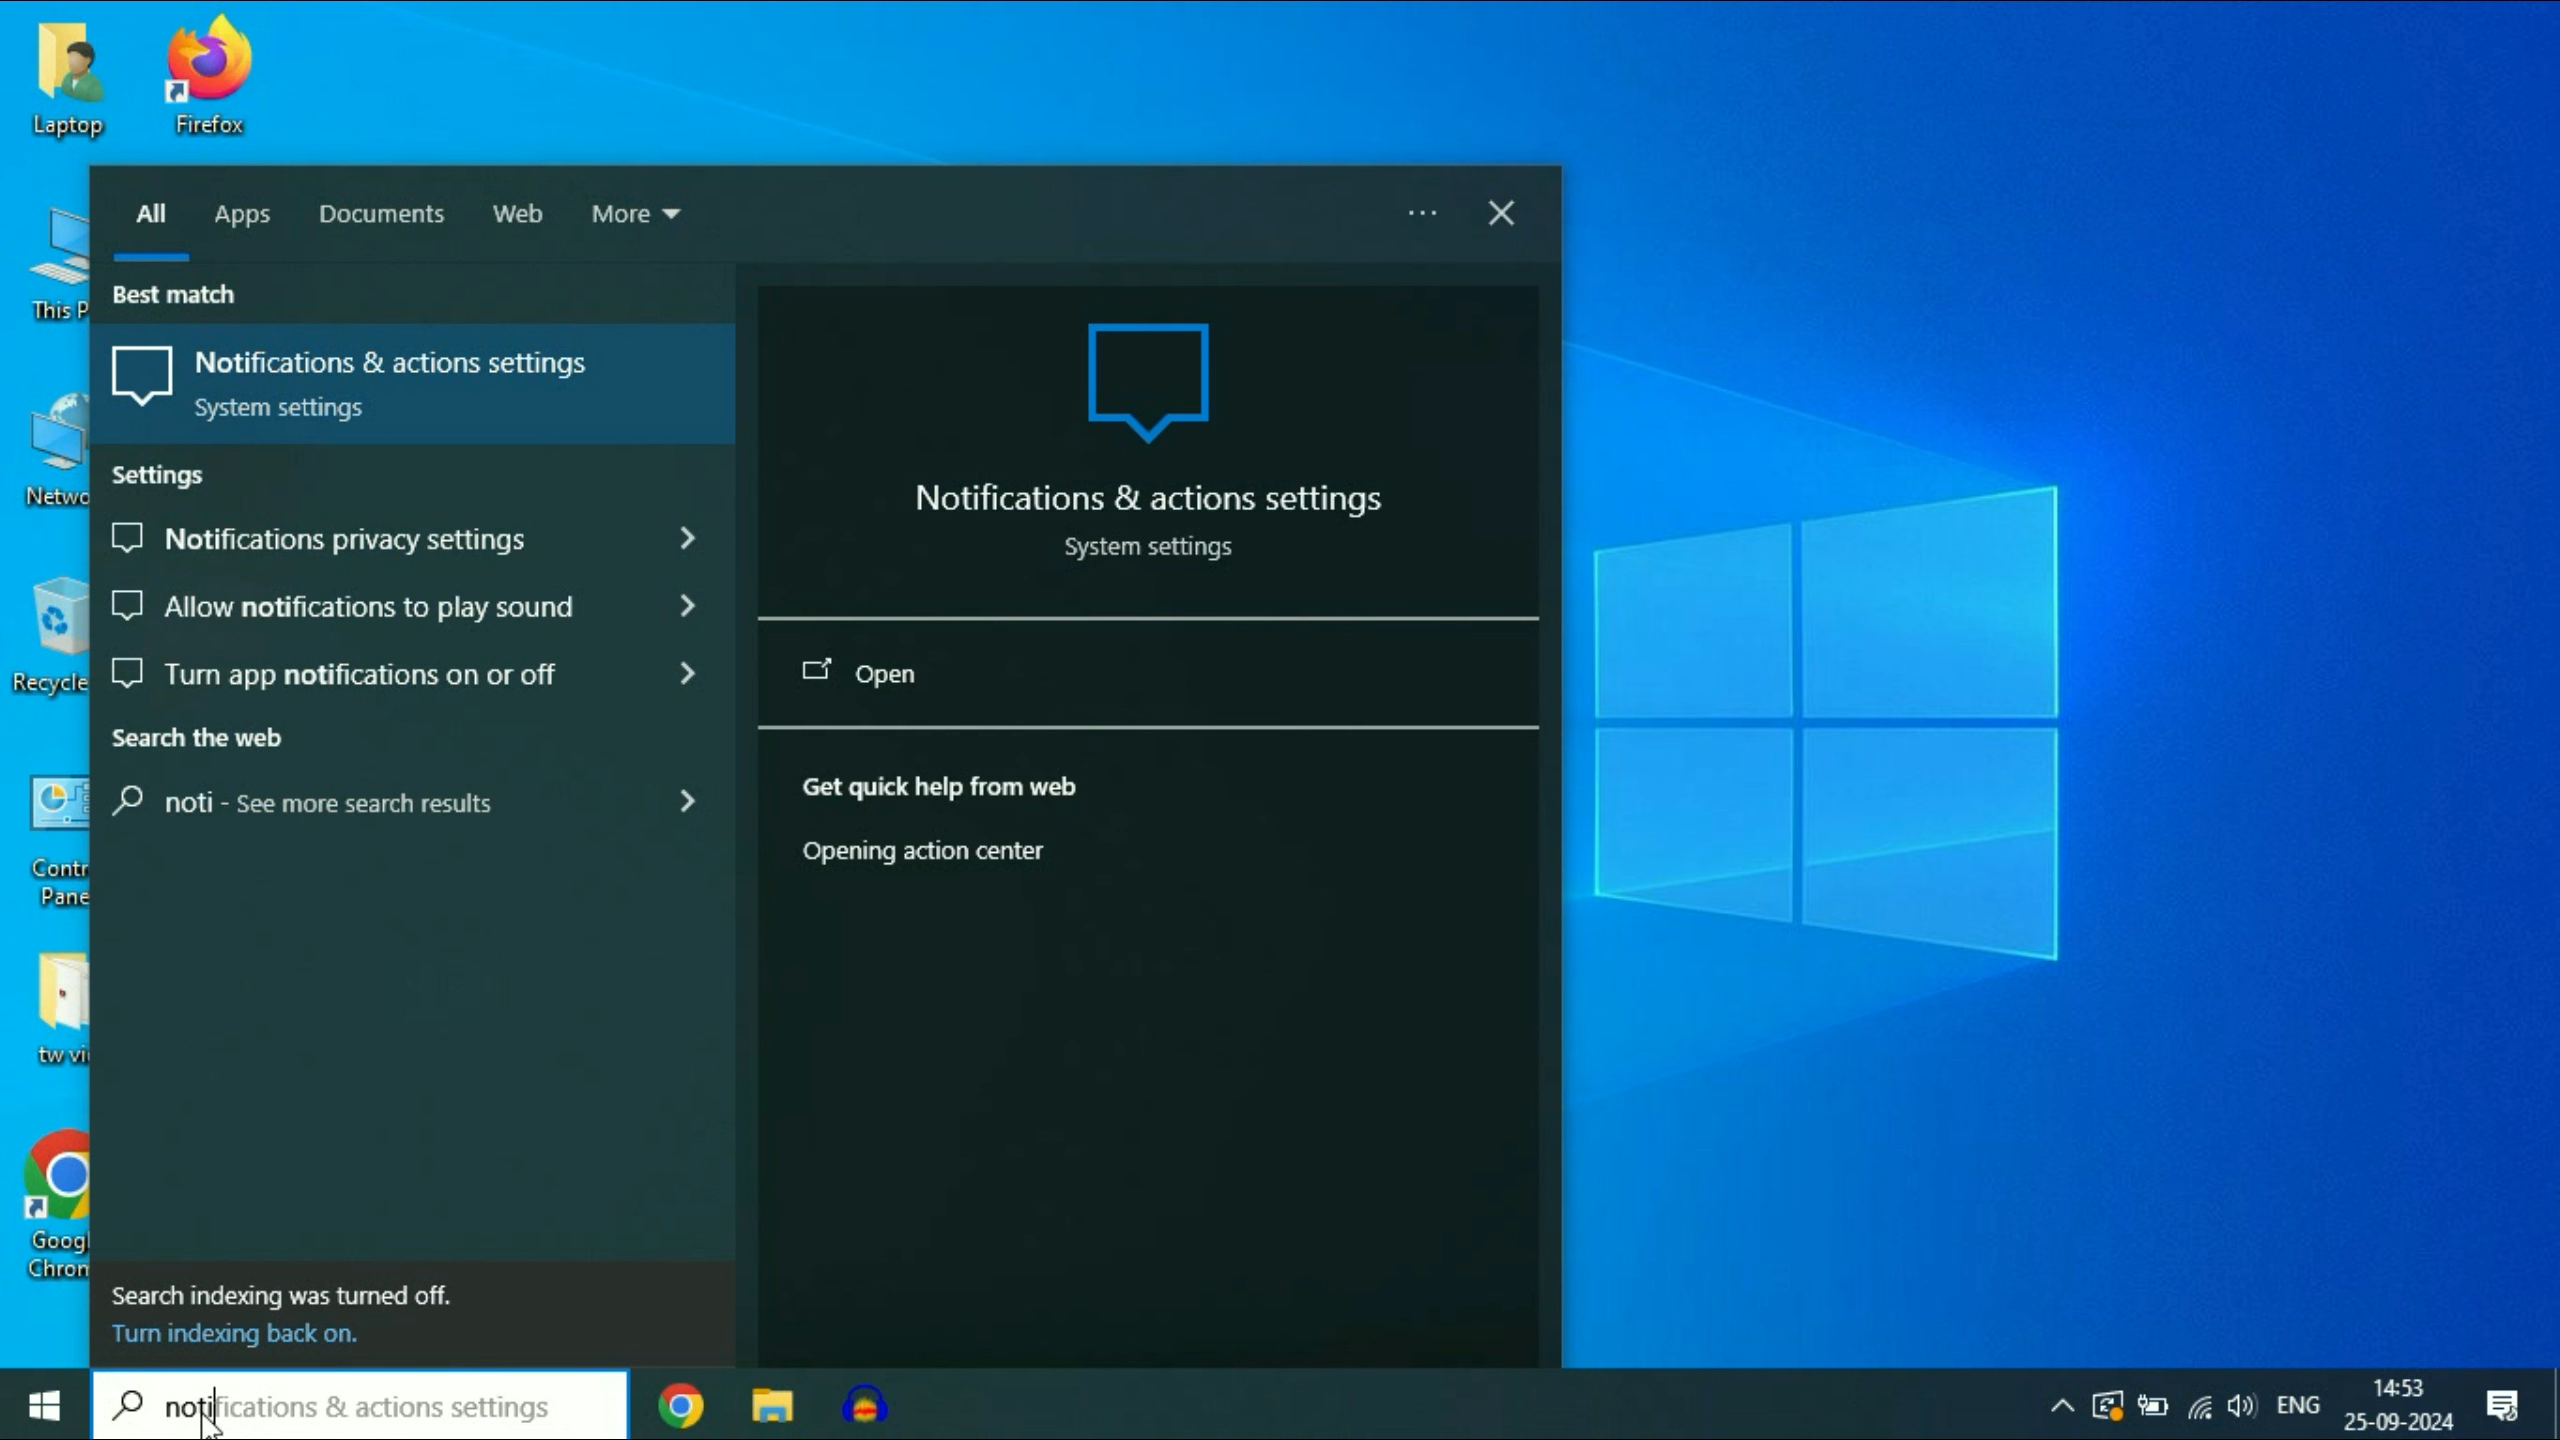 Laptop
Firefox
This P
Netwo
Recycle
Contr
Pane
tw vi
Googl
Chrom
All Apps Documents Web More
Best match
Notifications & actions settings
System settings
Settings
Notifications privacy settings
Allow notifications to play sound
Turn app notifications on or off
Search the web
noti - See more search results
Search indexing was turned off.
Turn indexing back on.
Notifications & actions settings
System settings
Open
Get quick help from web
Opening action center
notifications & actions settings
ENG
14:53
25-09-2024